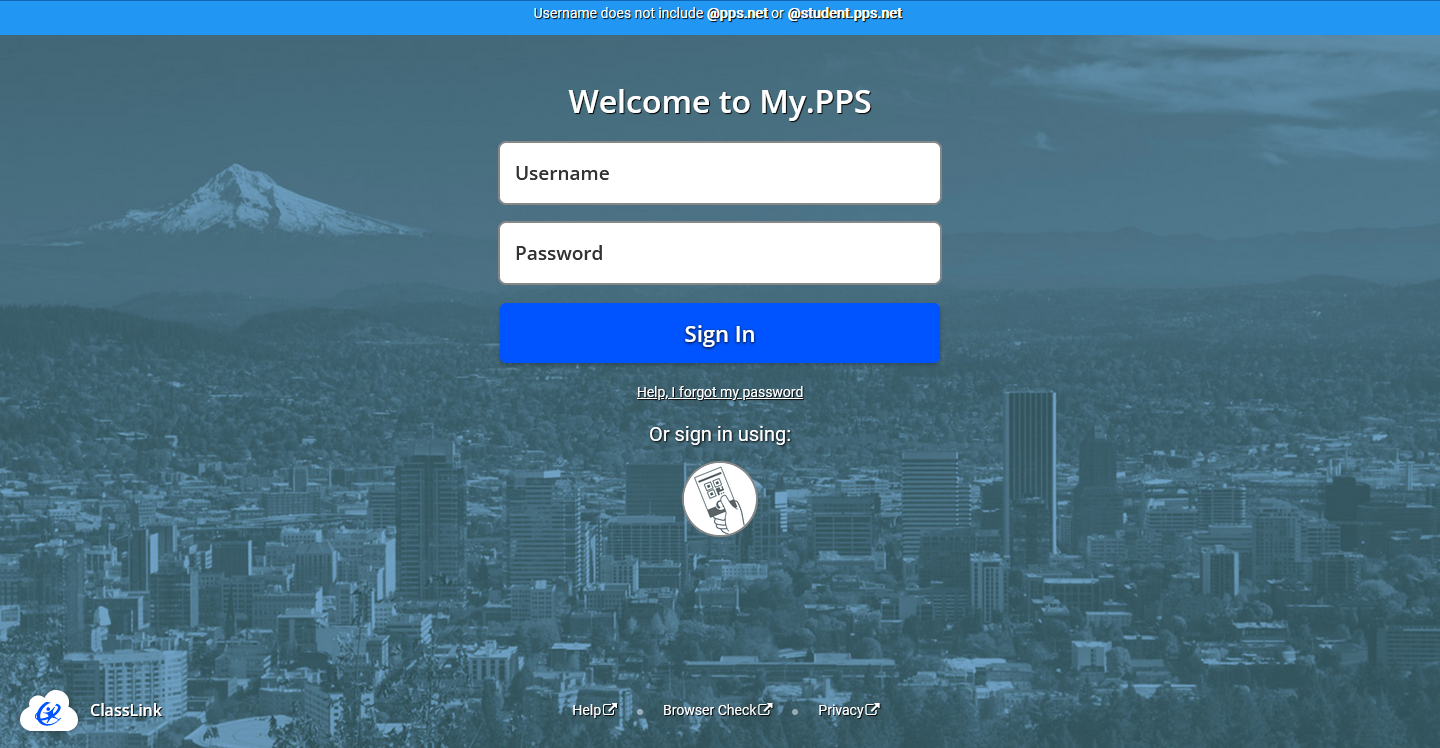 Username does not include @pps.net or @student.pps.net
Welcome to My.PPS
Username
Password
Sign In
Help, I forgot my password
Or sign in using:
ClassLink
Help
Browser Check
Privacy